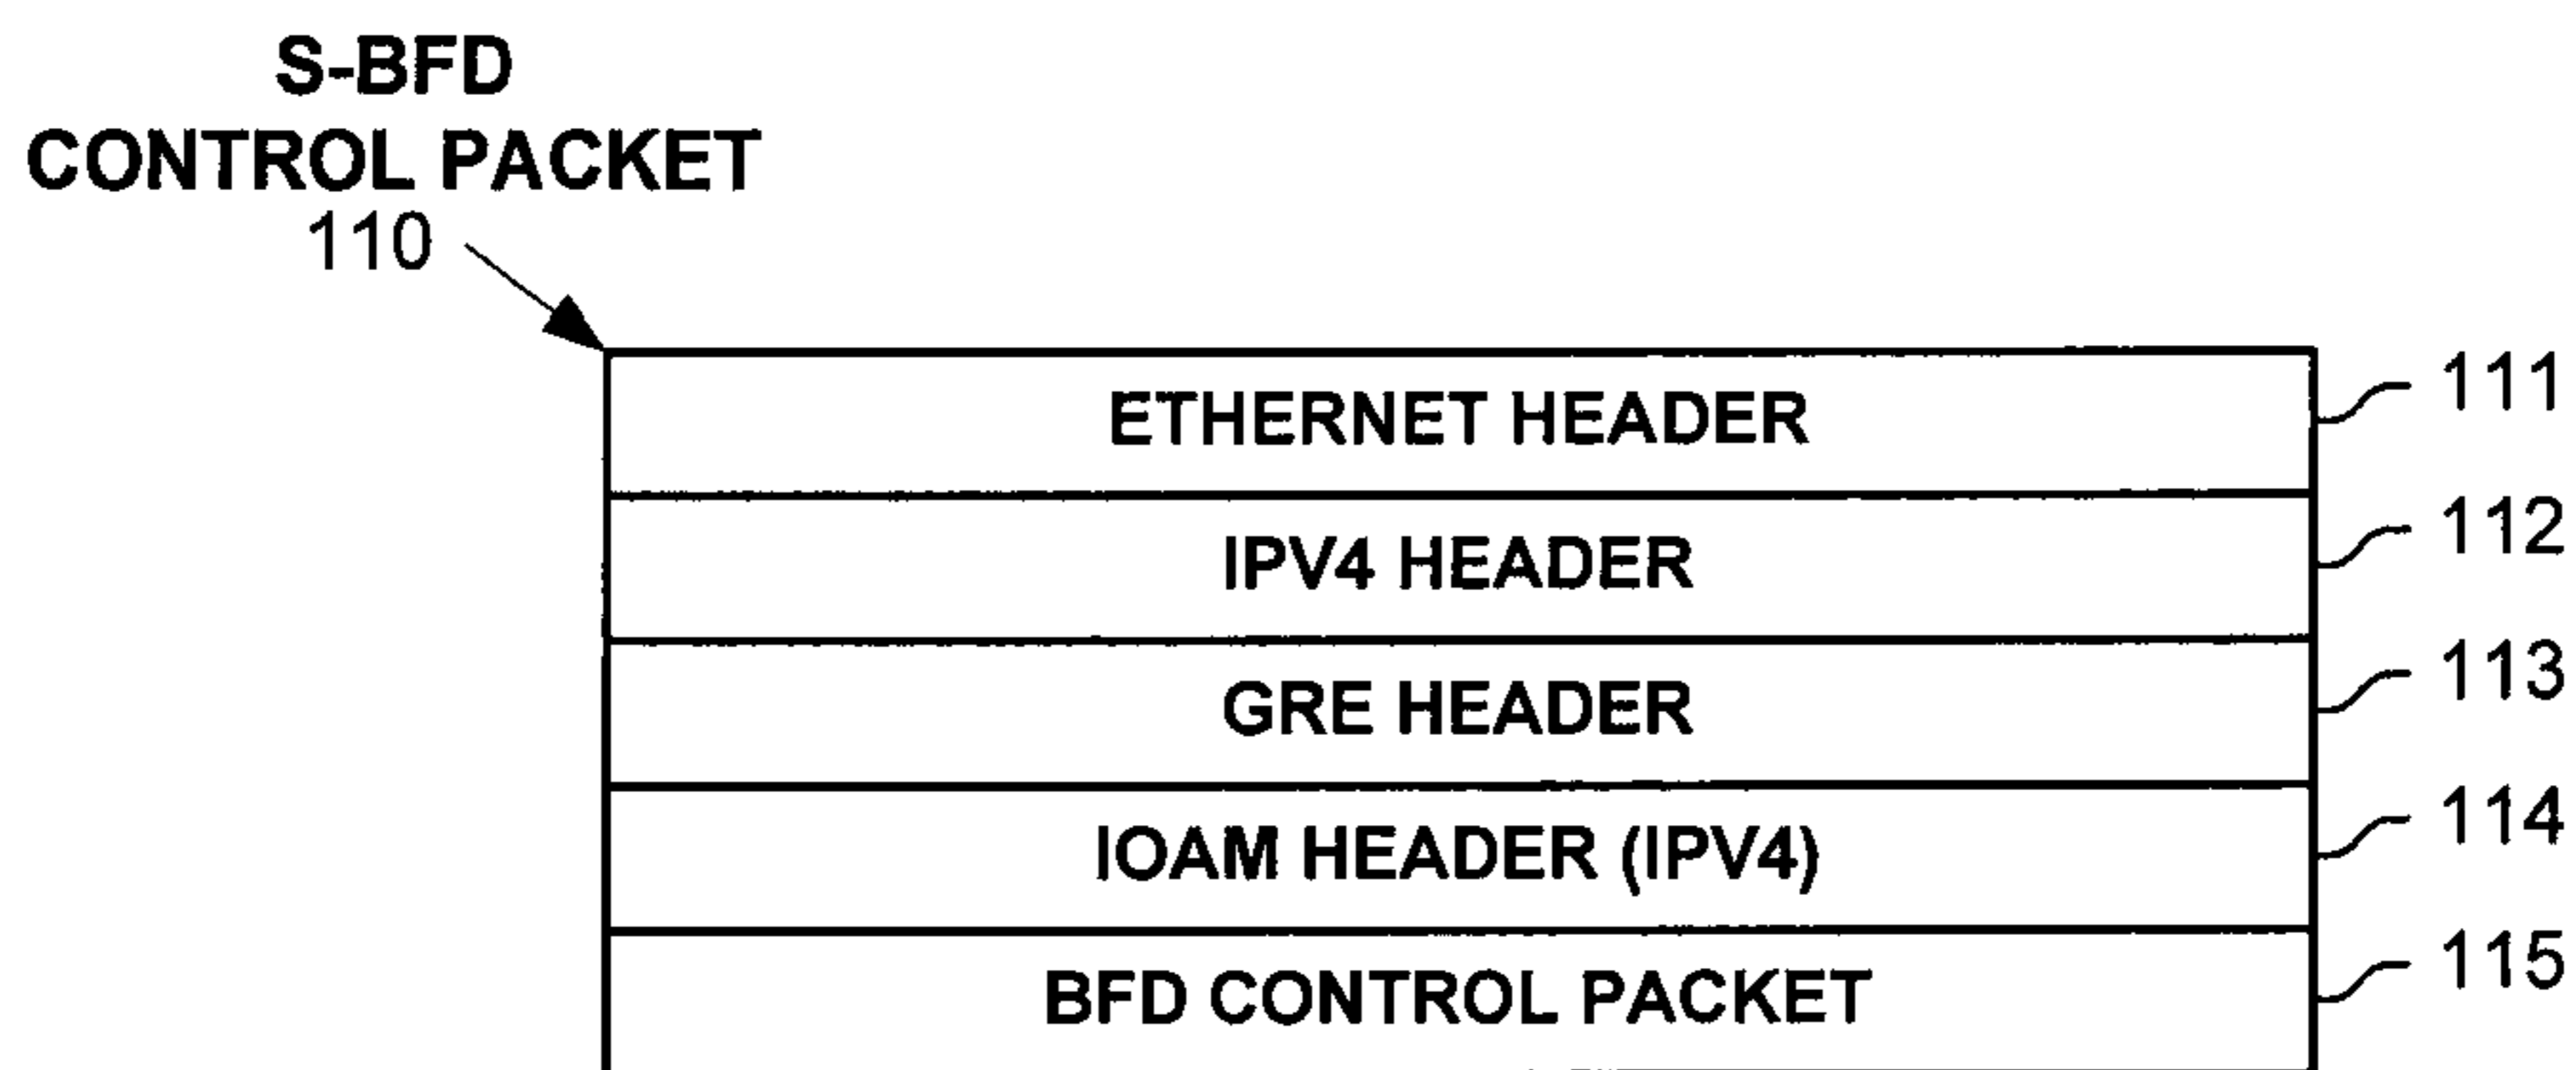 S-BFD
CONTROL PACKET
110
ETHERNET HEADER
111
IPV4 HEADER
112
GRE HEADER
113
IOAM HEADER (IPV4)
114
BFD CONTROL PACKET
115